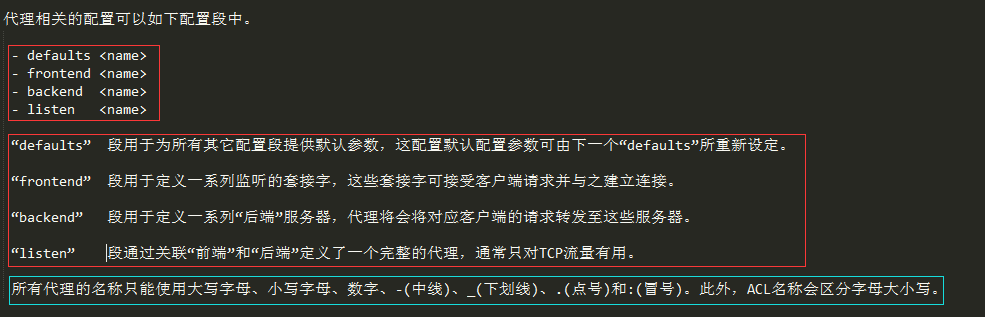 代理相关的配置可以如下配置段中。
- defaults <name>
- frontend <name>
- backend  <name>
- listen   <name>
“defaults” 段用于为所有其它配置段提供默认参数，这配置默认配置参数可由下一个“defaults”所重新设定。
“frontend” 段用于定义一系列监听的套接字，这些套接字可接受客户端请求并与之建立连接。
“backend” 段用于定义一系列“后端”服务器，代理将会将对应客户端的请求转发至这些服务器。
“listen” 段通过关联“前端”和“后端”定义了一个完整的代理，通常只对TCP流量有用。
所有代理的名称只能使用大写字母、小写字母、数字、-(中线)、_(下划线)、.(点号)和:(冒号)。此外，ACL名称会区分字母大小写。